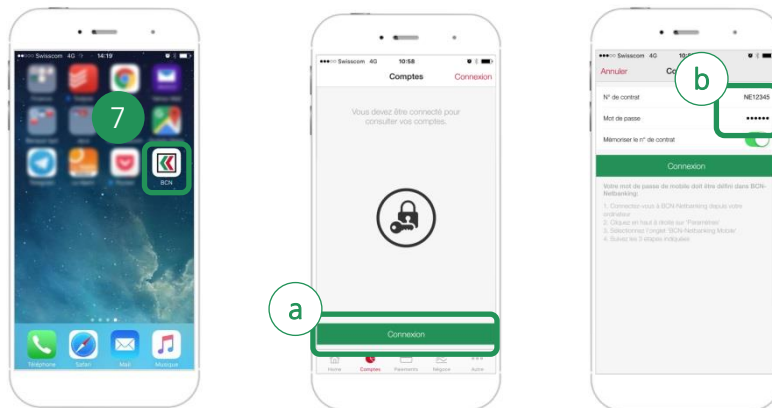 Swisscom 4G 14:19
7
BCN
Téléphone Safari Mail Musique
Swisscom 4G 10:58
Comptes Connexion
Vous devez être connecté pour
consulter vos comptes.
a
Connexion
Home Comptes Paiements Négoce Autre
Swisscom 4G
Annuler
b
N° de contrat NE12345
Mot de passe ••••••
Mémoriser le n° de contrat
Connexion
Votre mot de passe de mobile doit être défini dans BCN-
Netbanking:
1. Connectez-vous à BCN-Netbanking depuis votre
ordinateur
2. Cliquez en haut à droite sur 'Paramètres'
3. Sélectionnez l'onglet 'BCN-Netbanking Mobile'
4. Suivez les 3 étapes indiquées